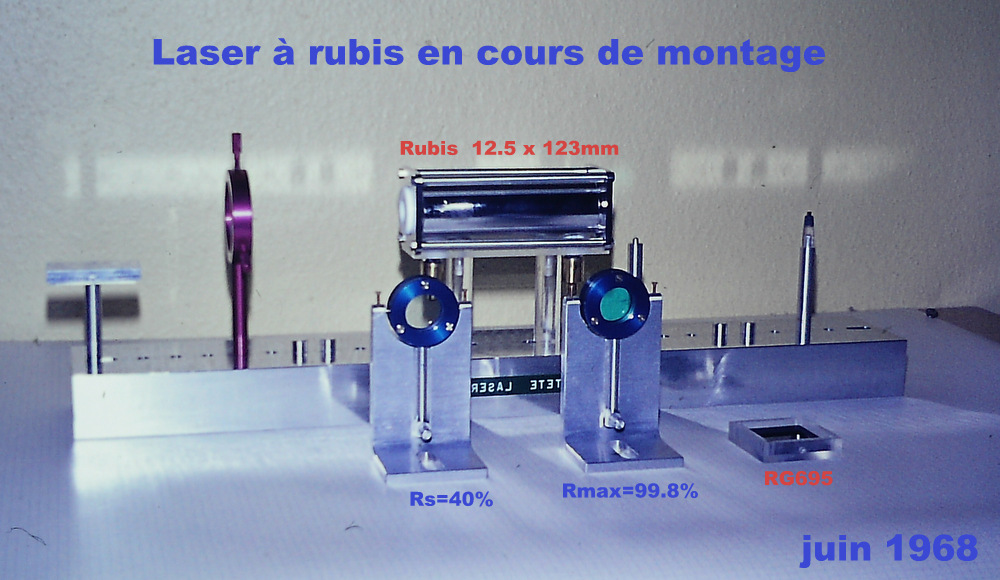 Laser à rubis en cours de montage
Rubis 12.5 x 123mm
TETE LASER
Rs=40%
Rmax=99.8%
RG695
juin 1968